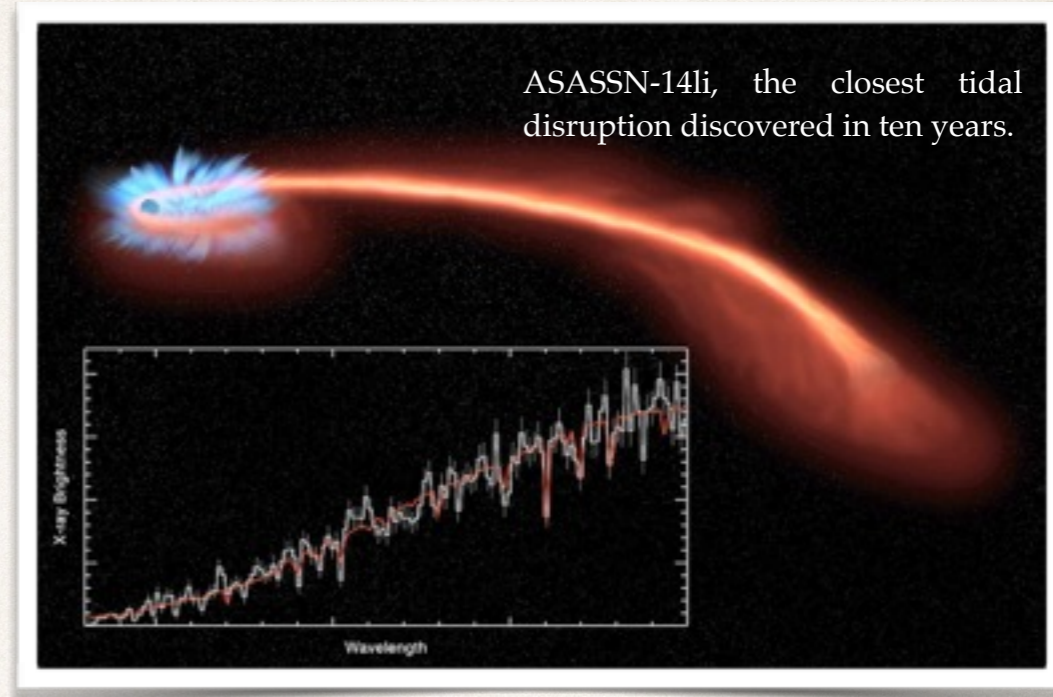 ASASSN-14li, the closest tidal
disruption discovered in ten years.
X-ray Brightness
Wavelength